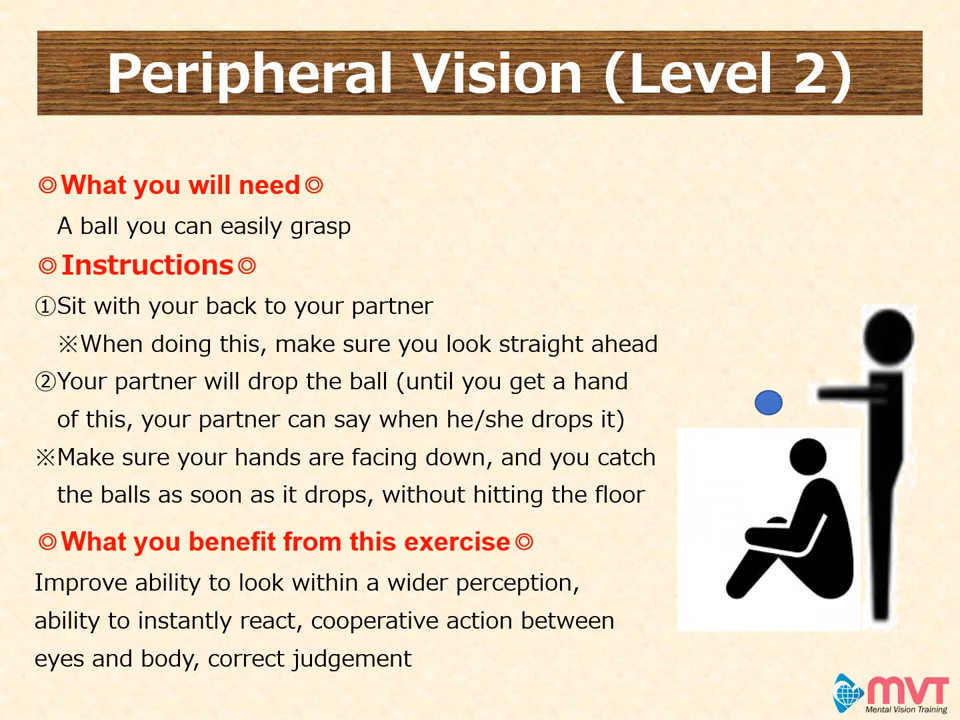 Peripheral Vision (Level 2)
◎What you will need◎
A ball you can easily grasp
◎Instructions◎
①Sit with your back to your partner
※When doing this, make sure you look straight ahead
②Your partner will drop the ball (until you get a hand
of this, your partner can say when he/she drops it)
※Make sure your hands are facing down, and you catch
the balls as soon as it drops, without hitting the floor
◎What you benefit from this exercise◎
Improve ability to look within a wider perception,
ability to instantly react, cooperative action between
eyes and body, correct judgement
MVT
Mental Vision Training